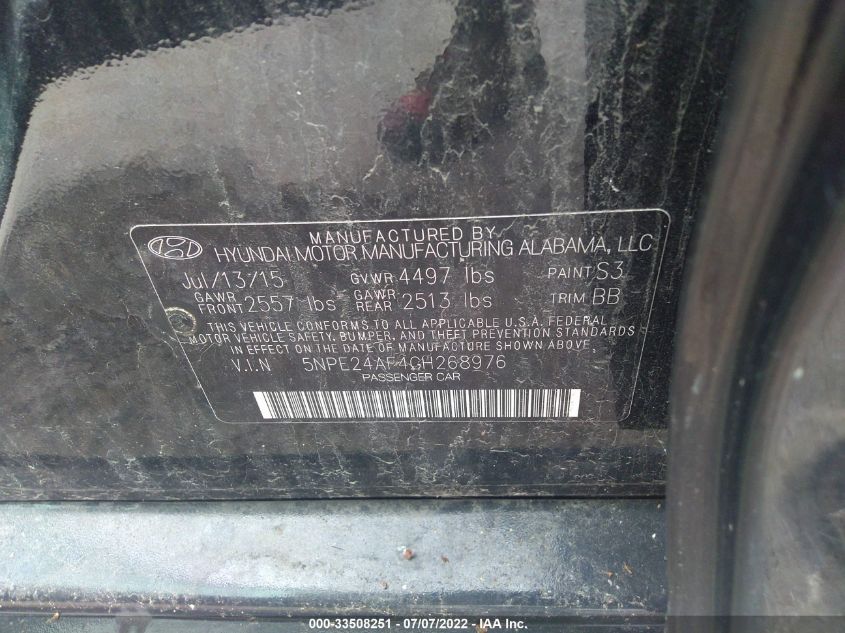 MANUFACTURED BY
HYUNDAI MOTOR MANUFACTURING ALABAMA, LLC
Jul/13/15 GVWR 4497 lbs PAINT S3
GAWR FRONT 2557 lbs GAWR REAR 2513 lbs TRIM BB
THIS VEHICLE CONFORMS TO ALL APPLICABLE U.S.A. FEDERAL
MOTOR VEHICLE SAFETY, BUMPER, AND THEFT PREVENTION STANDARDS
IN EFFECT ON THE DATE OF MANUFACTURE SHOWN ABOVE.
V.I.N 5NPE24AF4GH268976
PASSENGER CAR
000-33508251 - 07/07/2022 - IAA Inc.